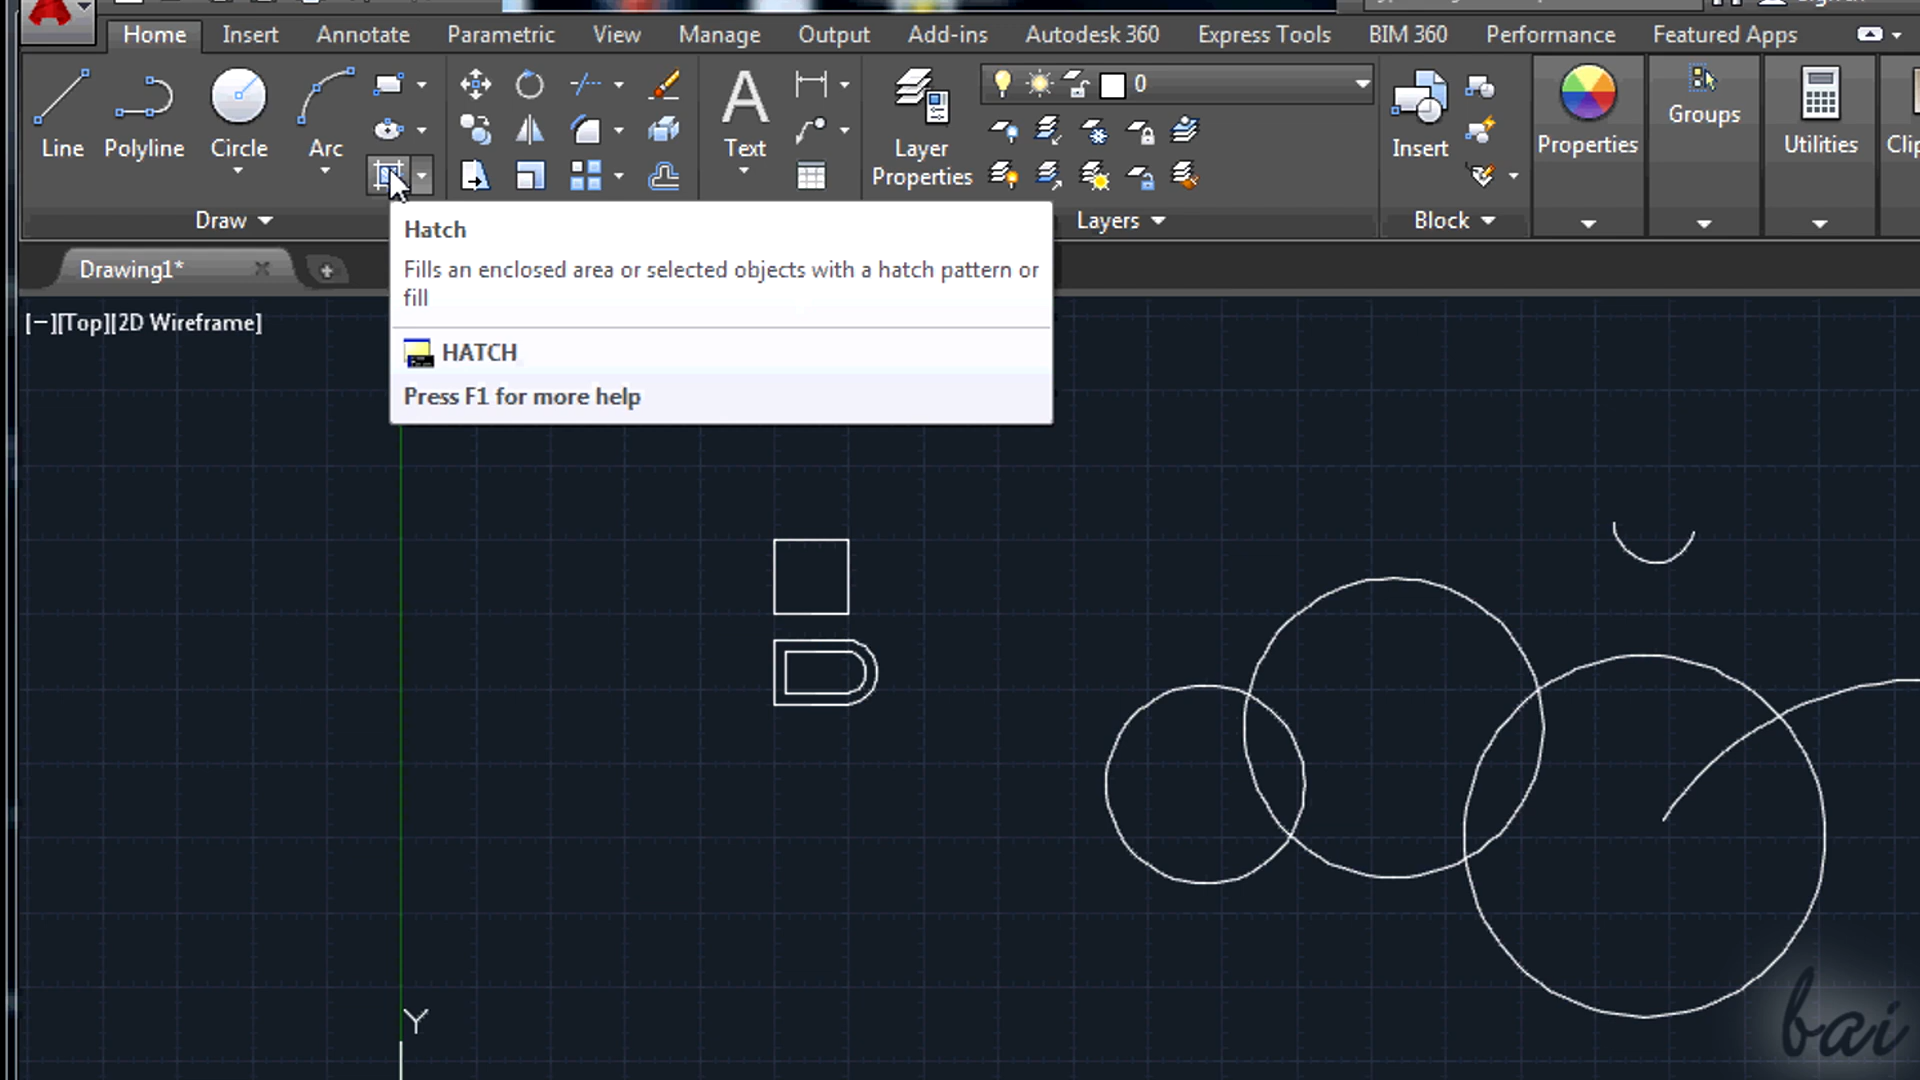 Home Insert Annotate Parametric View Manage Output Add-ins Autodesk 360 Express Tools BIM 360 Performance Featured Apps
0
Line Polyline Circle Arc Text Layer Properties Insert Properties Groups Utilities
Draw Layers Block
Hatch
Fills an enclosed area or selected objects with a hatch pattern or
fill
HATCH
Press F1 for more help
Drawing1*
[−][Top][2D Wireframe]
Y
bai